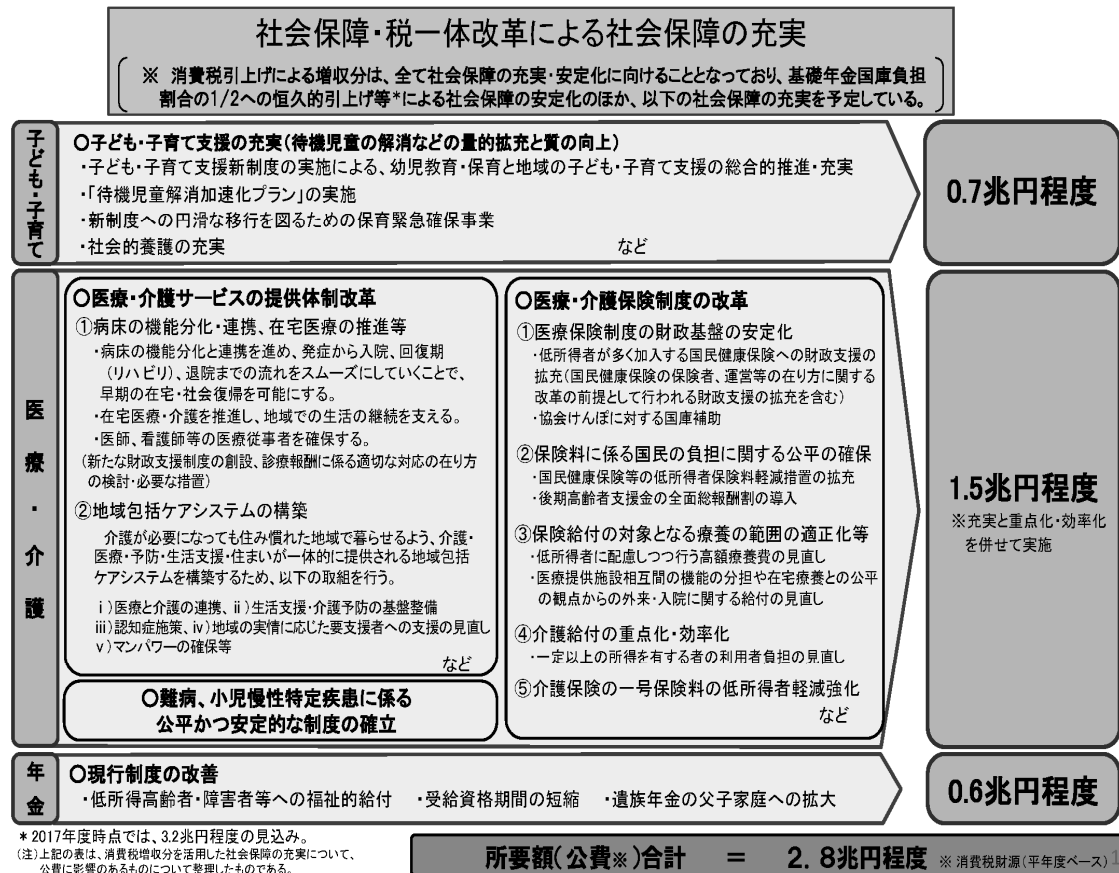 社会保障・税一体改革による社会保障の充実
※ 消費税引上げによる増収分は、全て社会保障の充実・安定化に向けることとなっており、基礎年金国庫負担
割合の1/2への恒久的引上げ等*による社会保障の安定化のほか、以下の社会保障の充実を予定している。
子ども・子育て
〇子ども・子育て支援の充実(待機児童の解消などの量的拡充と質の向上)
・子ども・子育て支援新制度の実施による、幼児教育・保育と地域の子ども・子育て支援の総合的推進・充実
・「待機児童解消加速化プラン」の実施
・新制度への円滑な移行を図るための保育緊急確保事業
・社会的養護の充実 など
0.7兆円程度
医療・介護
〇医療・介護サービスの提供体制改革
①病床の機能分化・連携、在宅医療の推進等
・病床の機能分化と連携を進め、発症から入院、回復期
(リハビリ)、退院までの流れをスムーズにしていくことで、
早期の在宅・社会復帰を可能にする。
・在宅医療・介護を推進し、地域での生活の継続を支える。
・医師、看護師等の医療従事者を確保する。
(新たな財政支援制度の創設、診療報酬に係る適切な対応の在り方
の検討・必要な措置)
②地域包括ケアシステムの構築
介護が必要になっても住み慣れた地域で暮らせるよう、介護・
医療・予防・生活支援・住まいが一体的に提供される地域包括
ケアシステムを構築するため、以下の取組を行う。
ⅰ)医療と介護の連携、ⅱ)生活支援・介護予防の基盤整備
ⅲ)認知症施策、ⅳ)地域の実情に応じた要支援者への支援の見直し
ⅴ)マンパワーの確保等
など
〇難病、小児慢性特定疾患に係る
公平かつ安定的な制度の確立
〇医療・介護保険制度の改革
①医療保険制度の財政基盤の安定化
・低所得者が多く加入する国民健康保険への財政支援の
拡充(国民健康保険の保険者、運営等の在り方に関する
改革の前提として行われる財政支援の拡充を含む)
・協会けんぽに対する国庫補助
②保険料に係る国民の負担に関する公平の確保
・国民健康保険等の低所得者保険料軽減措置の拡充
・後期高齢者支援金の全面総報酬割の導入
③保険給付の対象となる療養の範囲の適正化等
・低所得者に配慮しつつ行う高額療養費の見直し
・医療提供施設相互間の機能の分担や在宅療養との公平
の観点からの外来・入院に関する給付の見直し
④介護給付の重点化・効率化
・一定以上の所得を有する者の利用者負担の見直し
⑤介護保険の一号保険料の低所得者軽減強化
など
1.5兆円程度
※充実と重点化・効率化
を併せて実施
年金
〇現行制度の改善
・低所得高齢者・障害者等への福祉的給付 ・受給資格期間の短縮 ・遺族年金の父子家庭への拡大
0.6兆円程度
* 2017年度時点では、3.2兆円程度の見込み。
(注)上記の表は、消費税増収分を活用した社会保障の充実について、
公費に影響のあるものについて整理したものである。
所要額(公費※)合計 = 2.8兆円程度 ※ 消費税財源(平年度ベース)
1